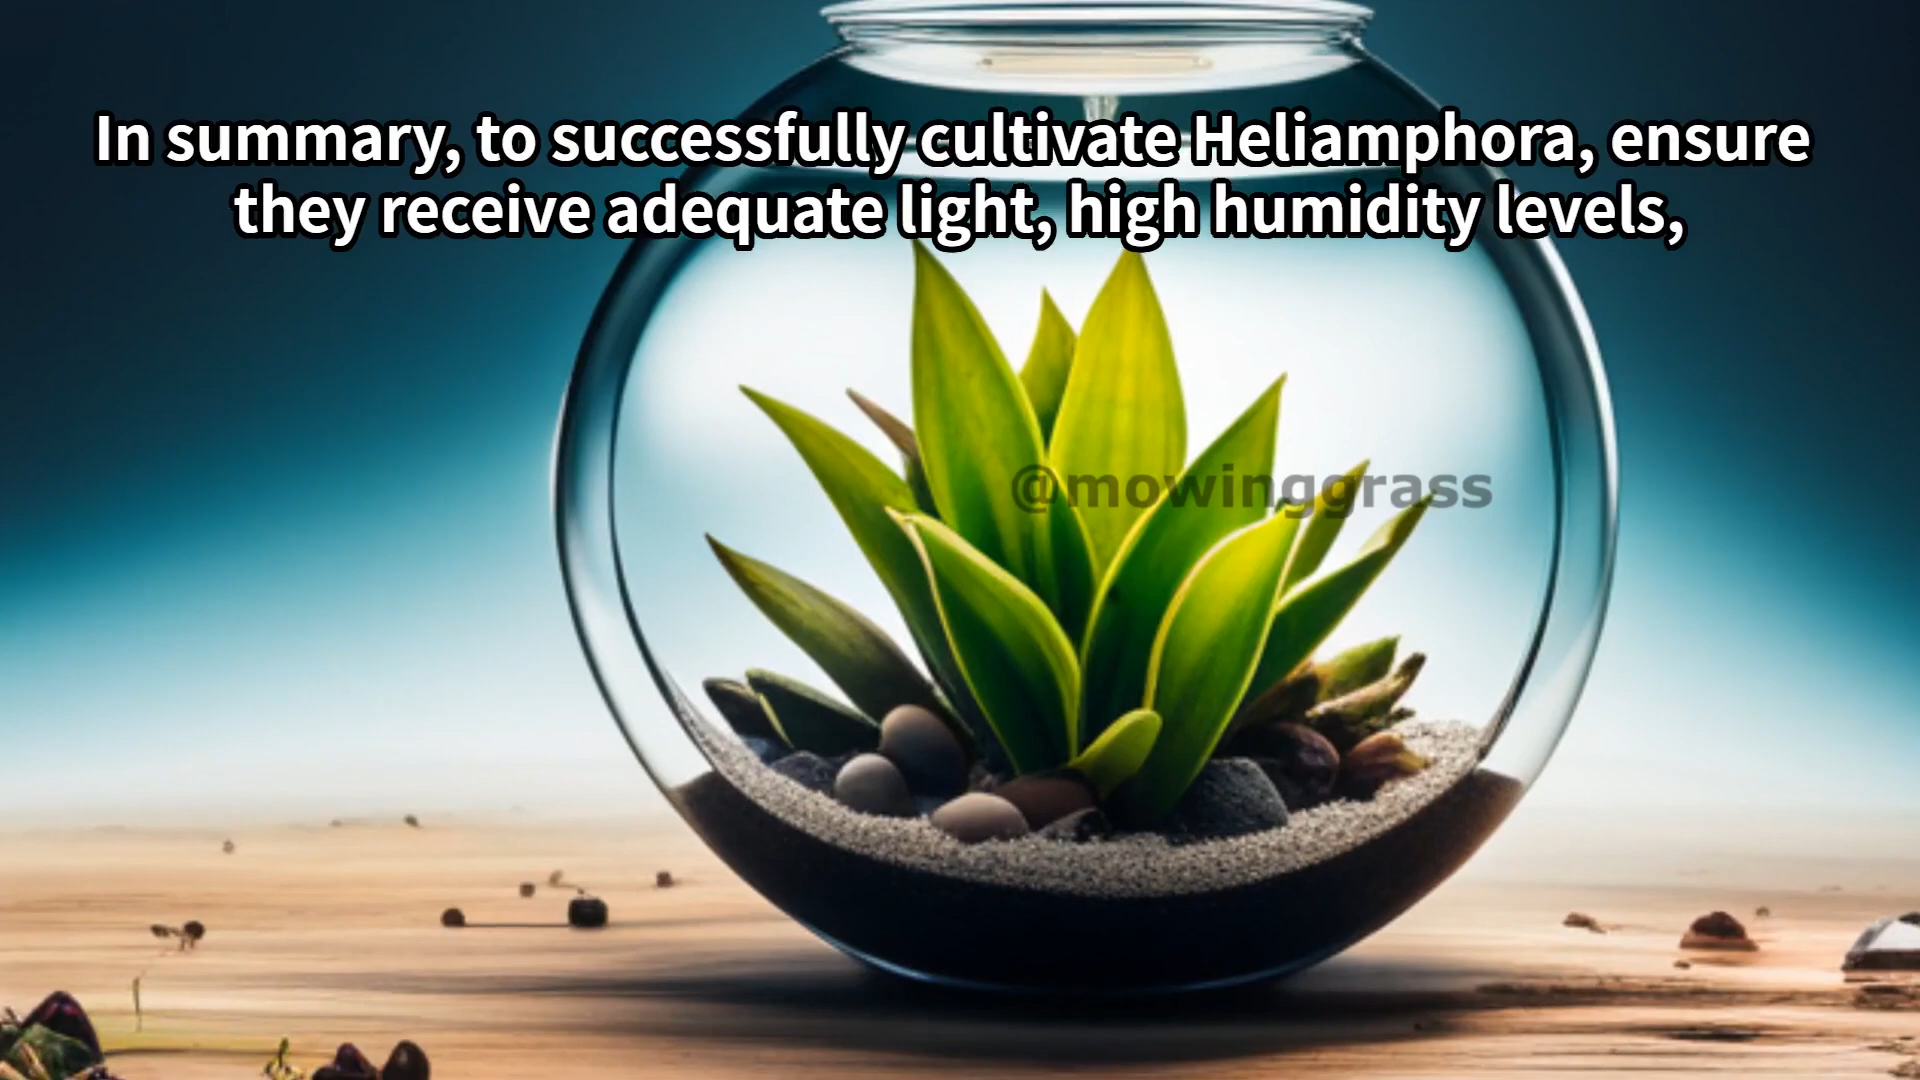 In summary, to successfully cultivate Heliamphora, ensure
they receive adequate light, high humidity levels,
@mowinggrass